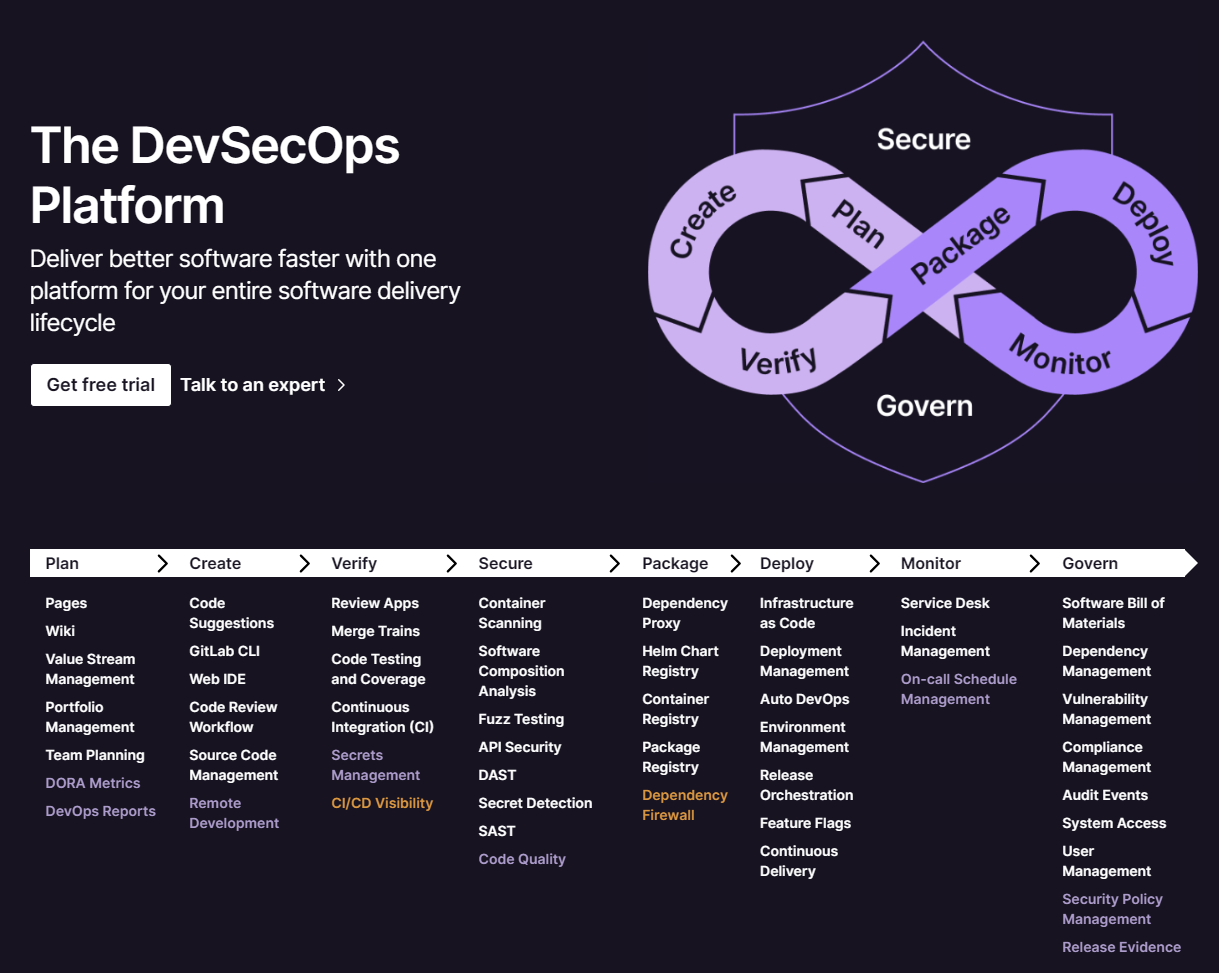 The DevSecOps
Platform
Deliver better software faster with one
platform for your entire software delivery
lifecycle
Get free trial
Talk to an expert
Secure
Create
Plan
Package
Deploy
Verify
Monitor
Govern
Plan
Pages
Wiki
Value Stream
Management
Portfolio
Management
Team Planning
DORA Metrics
DevOps Reports
Create
Code
Suggestions
GitLab CLI
Web IDE
Code Review
Workflow
Source Code
Management
Remote
Development
Verify
Review Apps
Merge Trains
Code Testing
and Coverage
Continuous
Integration (CI)
Secrets
Management
CI/CD Visibility
Secure
Container
Scanning
Software
Composition
Analysis
Fuzz Testing
API Security
DAST
Secret Detection
SAST
Code Quality
Package
Dependency
Proxy
Helm Chart
Registry
Container
Registry
Package
Registry
Dependency
Firewall
Deploy
Infrastructure
as Code
Deployment
Management
Auto DevOps
Environment
Management
Release
Orchestration
Feature Flags
Continuous
Delivery
Monitor
Service Desk
Incident
Management
On-call Schedule
Management
Govern
Software Bill of
Materials
Dependency
Management
Vulnerability
Management
Compliance
Management
Audit Events
System Access
User
Management
Security Policy
Management
Release Evidence